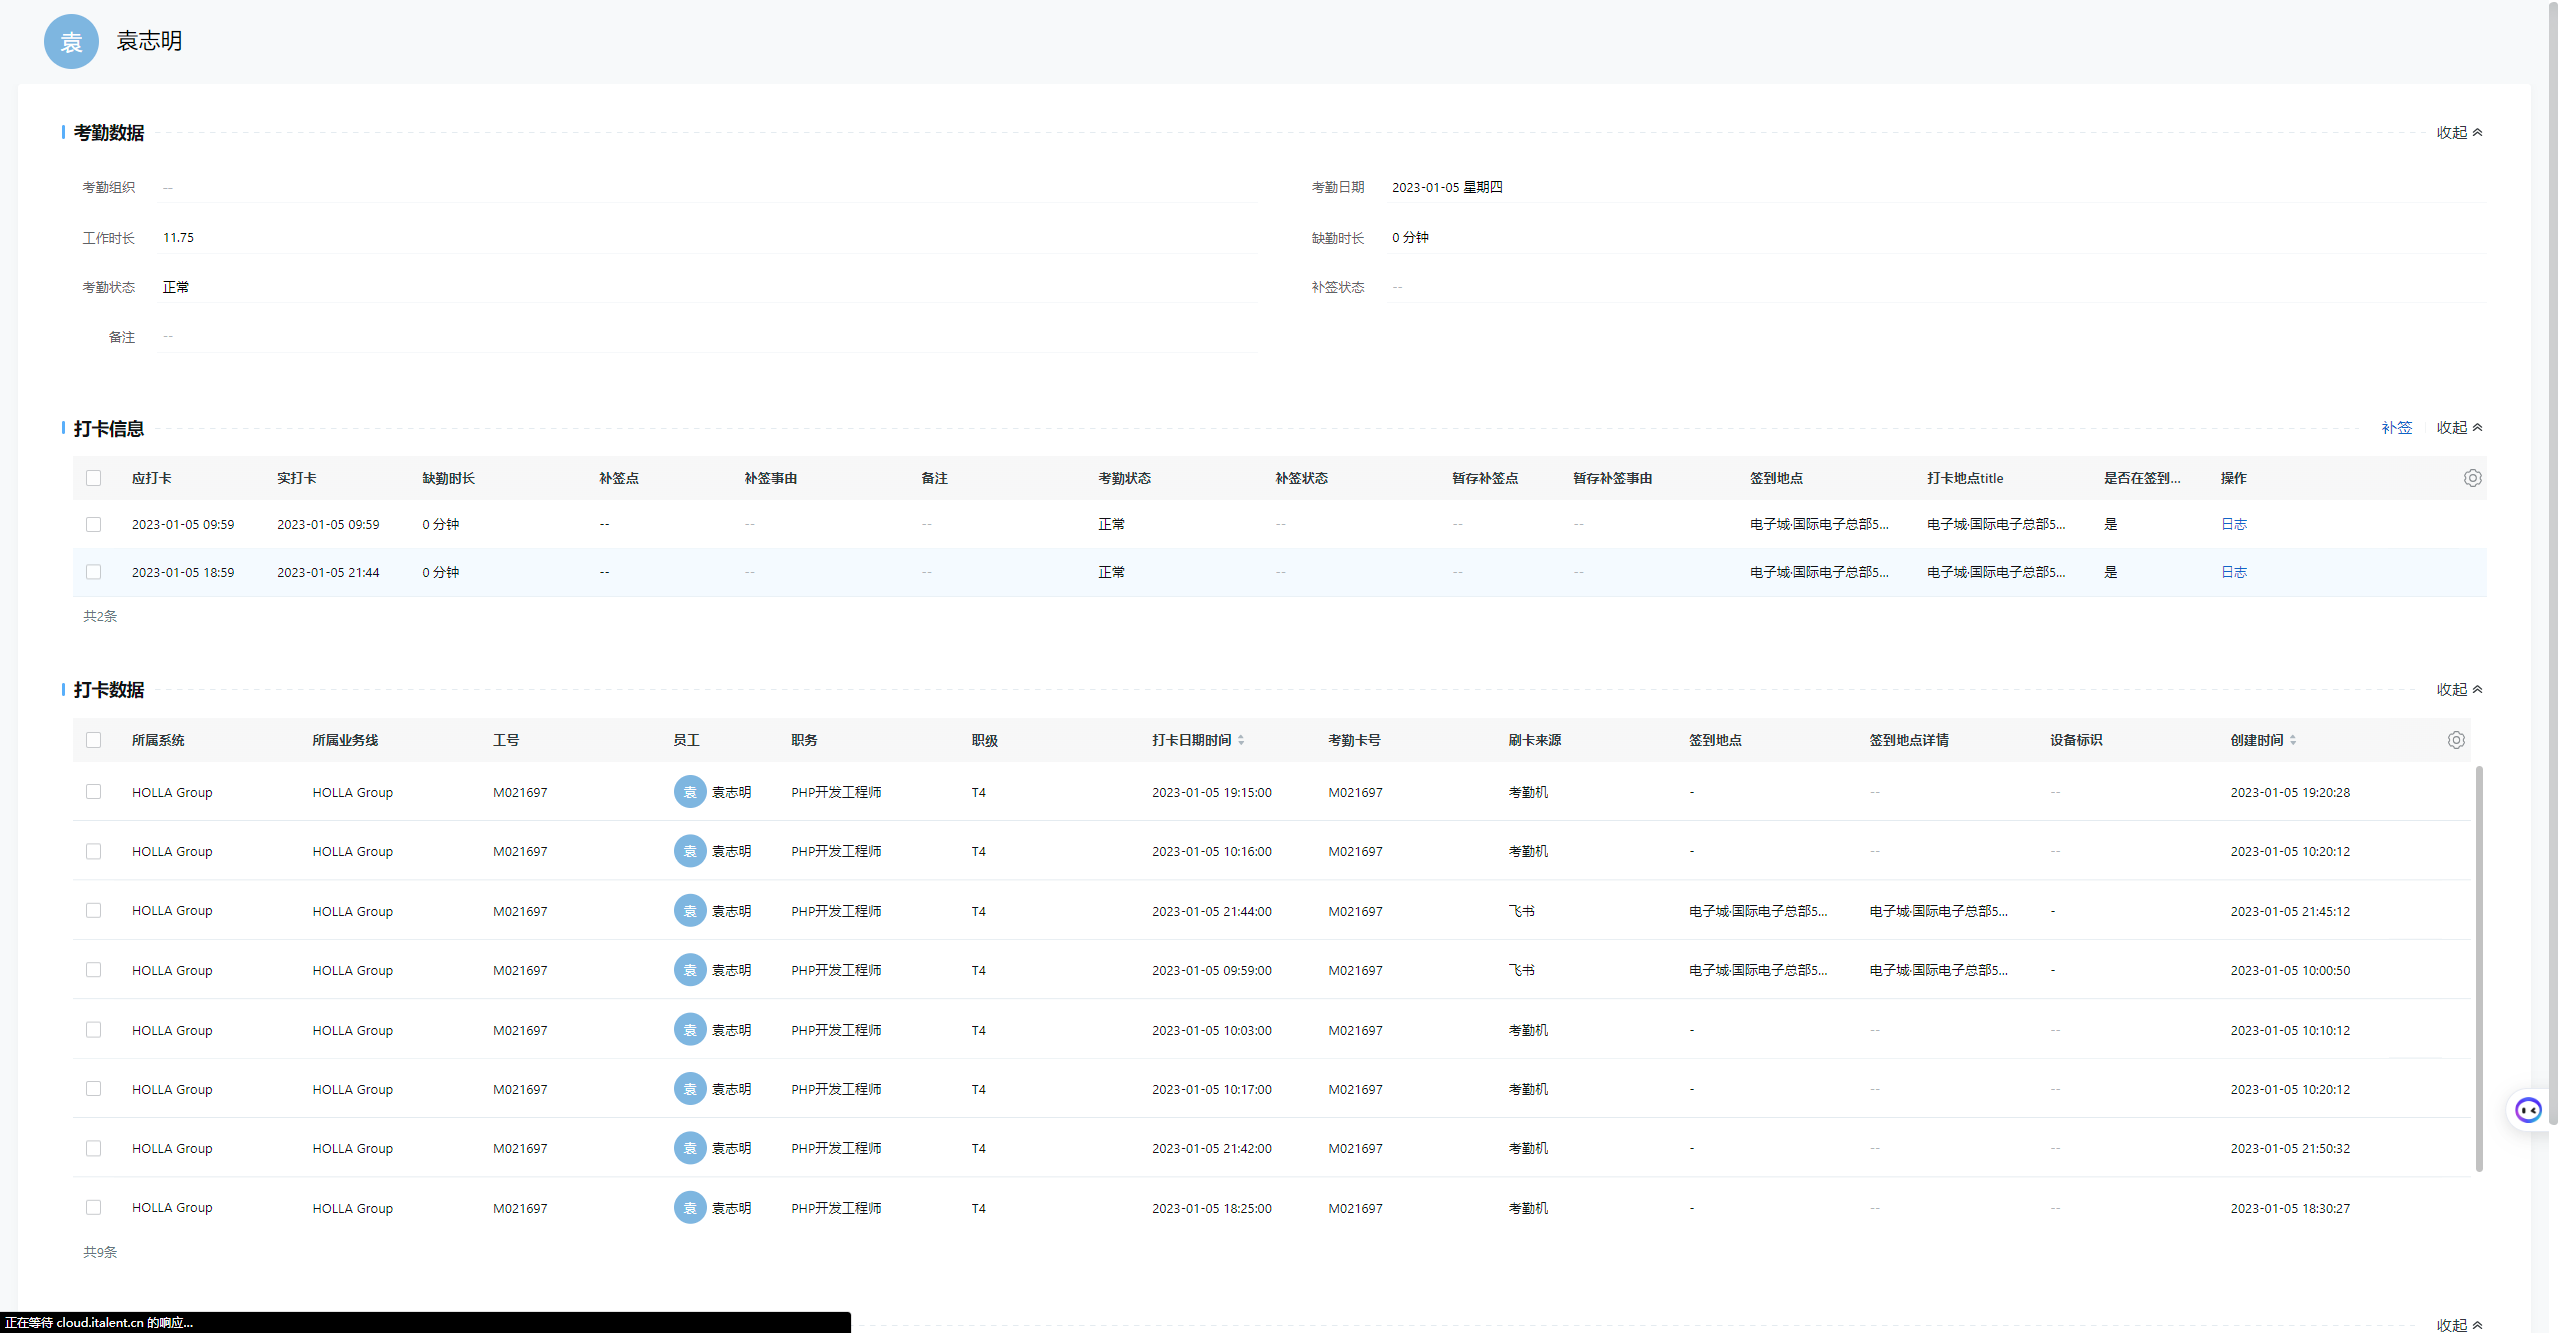 袁 袁志明
考勤数据 收起
考勤组织 -- 考勤日期 2023-01-05 星期四
工作时长 11.75 缺勤时长 0 分钟
考勤状态 正常 补签状态 --
备注 --
打卡信息 补签 收起
应打卡 实打卡 缺勤时长 补签点 补签事由 备注 考勤状态 补签状态 暂存补签点 暂存补签事由 签到地点 打卡地点title 是否在签到... 操作
2023-01-05 09:59 2023-01-05 09:59 0 分钟 -- -- -- 正常 -- -- -- 电子城·国际电子总部5... 电子城·国际电子总部5... 是 日志
2023-01-05 18:59 2023-01-05 21:44 0 分钟 -- -- -- 正常 -- -- -- 电子城·国际电子总部5... 电子城·国际电子总部5... 是 日志
共2条
打卡数据 收起
所属系统 所属业务线 工号 员工 职务 职级 打卡日期时间 考勤卡号 刷卡来源 签到地点 签到地点详情 设备标识 创建时间
HOLLA Group HOLLA Group M021697 袁 袁志明 PHP开发工程师 T4 2023-01-05 19:15:00 M021697 考勤机 - -- -- 2023-01-05 19:20:28
HOLLA Group HOLLA Group M021697 袁 袁志明 PHP开发工程师 T4 2023-01-05 10:16:00 M021697 考勤机 - -- -- 2023-01-05 10:20:12
HOLLA Group HOLLA Group M021697 袁 袁志明 PHP开发工程师 T4 2023-01-05 21:44:00 M021697 飞书 电子城·国际电子总部5... 电子城·国际电子总部5... - 2023-01-05 21:45:12
HOLLA Group HOLLA Group M021697 袁 袁志明 PHP开发工程师 T4 2023-01-05 09:59:00 M021697 飞书 电子城·国际电子总部5... 电子城·国际电子总部5... - 2023-01-05 10:00:50
HOLLA Group HOLLA Group M021697 袁 袁志明 PHP开发工程师 T4 2023-01-05 10:03:00 M021697 考勤机 - -- -- 2023-01-05 10:10:12
HOLLA Group HOLLA Group M021697 袁 袁志明 PHP开发工程师 T4 2023-01-05 10:17:00 M021697 考勤机 - -- -- 2023-01-05 10:20:12
HOLLA Group HOLLA Group M021697 袁 袁志明 PHP开发工程师 T4 2023-01-05 21:42:00 M021697 考勤机 - -- -- 2023-01-05 21:50:32
HOLLA Group HOLLA Group M021697 袁 袁志明 PHP开发工程师 T4 2023-01-05 18:25:00 M021697 考勤机 - -- -- 2023-01-05 18:30:27
共9条
正在等待 cloud.italent.cn 的响应... 收起